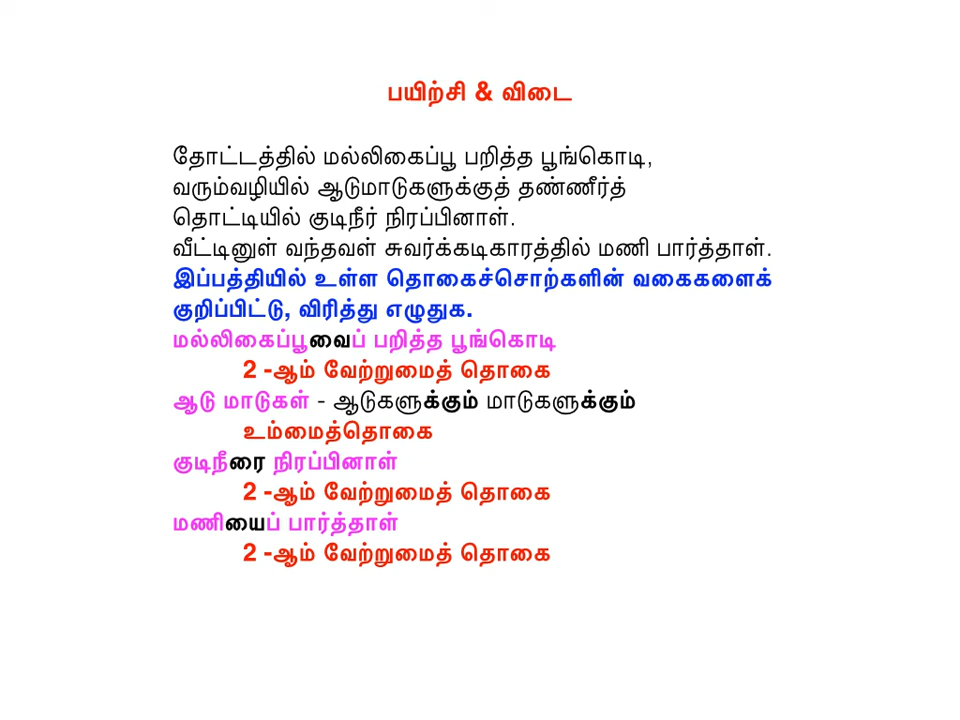 பயிற்சி & விடை
தோட்டத்தில் மல்லிகைப்பூ பறித்த பூங்கொடி,
வரும்வழியில் ஆடுமாடுகளுக்குத் தண்ணீர்த்
தொட்டியில் குடிநீர் நிரப்பினாள்.
வீட்டினுள் வந்தவள் சுவர்க்கடிகாரத்தில் மணி பார்த்தாள்.
இப்பத்தியில் உள்ள தொகைச்சொற்களின் வகைகளைக்
குறிப்பிட்டு, விரித்து எழுதுக.
மல்லிகைப்பூவைப் பறித்த பூங்கொடி
2 -ஆம் வேற்றுமைத் தொகை
ஆடு மாடுகள் - ஆடுகளுக்கும் மாடுகளுக்கும்
உம்மைத்தொகை
குடிநீரை நிரப்பினாள்
2 -ஆம் வேற்றுமைத் தொகை
மணியைப் பார்த்தாள்
2 -ஆம் வேற்றுமைத் தொகை